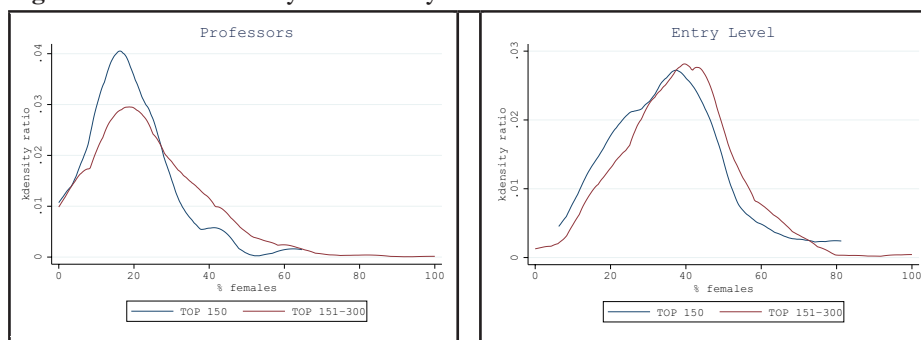 Professors
kdensity ratio
0 .01 .02 .03 .04
0 20 40 60 80 100
% females
TOP 150 TOP 151-300
Entry Level
kdensity ratio
0 .01 .02 .03
0 20 40 60 80 100
% females
TOP 150 TOP 151-300